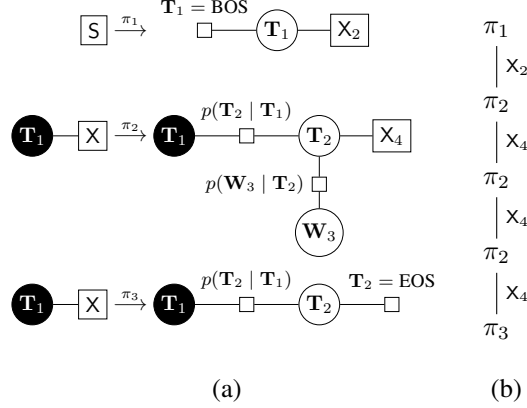 T₁ = BOS
S π₁ T₁ X₂
p(T₂ | T₁)
T₁ X π₂ T₁ T₂ X₄
p(W₃ | T₂)
W₃
p(T₂ | T₁) T₂ = EOS
T₁ X π₃ T₁ T₂
(a)
π₁
X₂
π₂
X₄
π₂
X₄
π₂
X₄
π₃
(b)